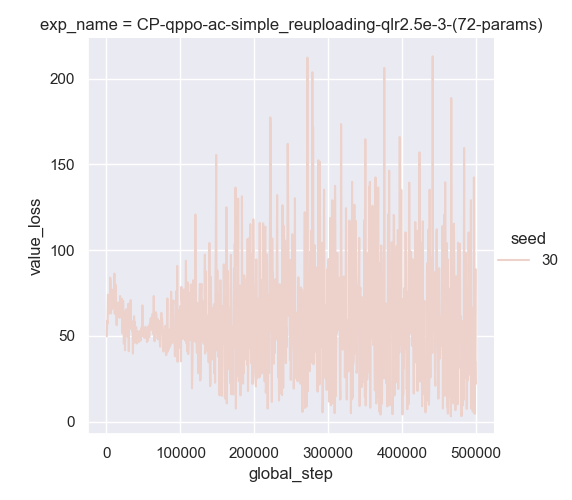 exp_name = CP-qppo-ac-simple_reuploading-qlr2.5e-3-(72-params)
200
150
100
50
0
value_loss
0 100000 200000 300000 400000 500000
global_step
seed
30